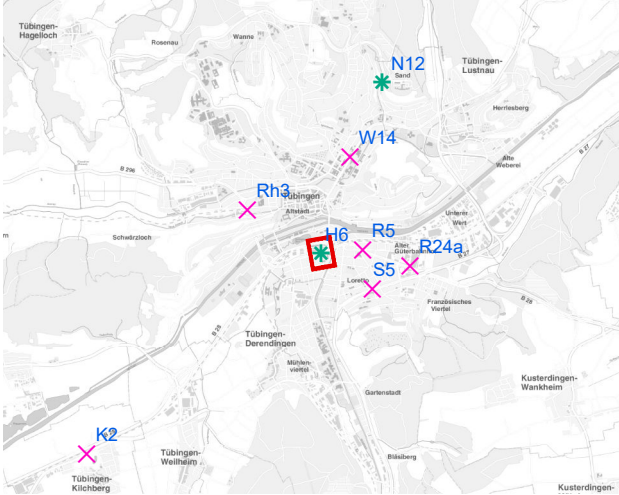 Tübingen-
Hagelloch
Rosenau
Wanne
N12
Sand
Tübingen-
Lustnau
Herrlesberg
W14
Alte
Weberei
B 27
B 296
Rh3
Tübingen
Altstadt
Unterer
Wert
Schwärzloch
H6
R5
Alter
Güterbahnhof
R24a
B 27
S5
Loretto
Französisches
Viertel
B 28
B 28
Tübingen-
Derendingen
Mühlen-
viertel
Gartenstadt
Kusterdingen-
Wankheim
K2
Tübingen-
Kilchberg
Tübingen-
Weilheim
Bläsiberg
Kusterdingen-